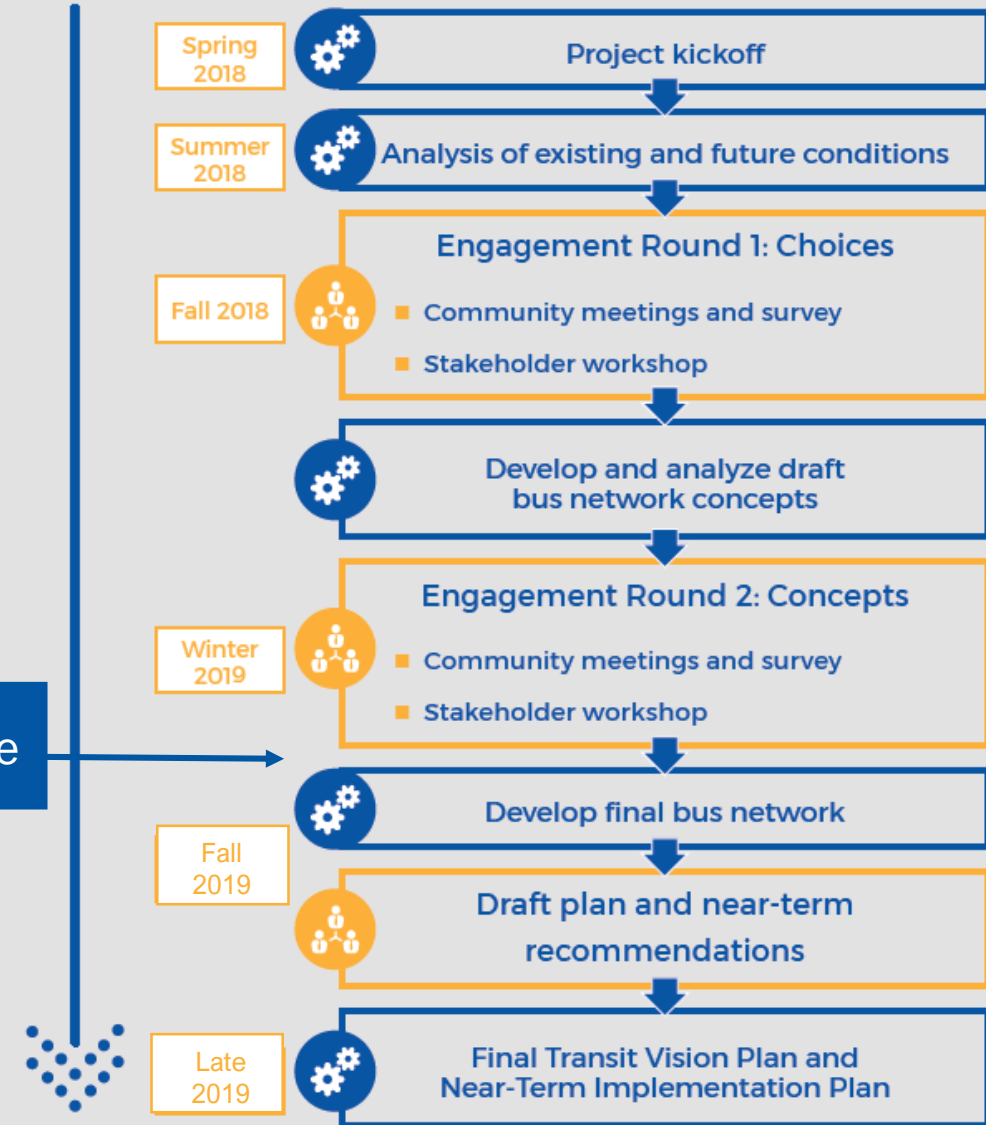 Spring
2018
Project kickoff
Summer
2018
Analysis of existing and future conditions
Fall 2018
Engagement Round 1: Choices
Community meetings and survey
Stakeholder workshop
Develop and analyze draft
bus network concepts
Winter
2019
Engagement Round 2: Concepts
Community meetings and survey
Stakeholder workshop
Develop final bus network
Fall
2019
Draft plan and near-term
recommendations
Late
2019
Final Transit Vision Plan and
Near-Term Implementation Plan